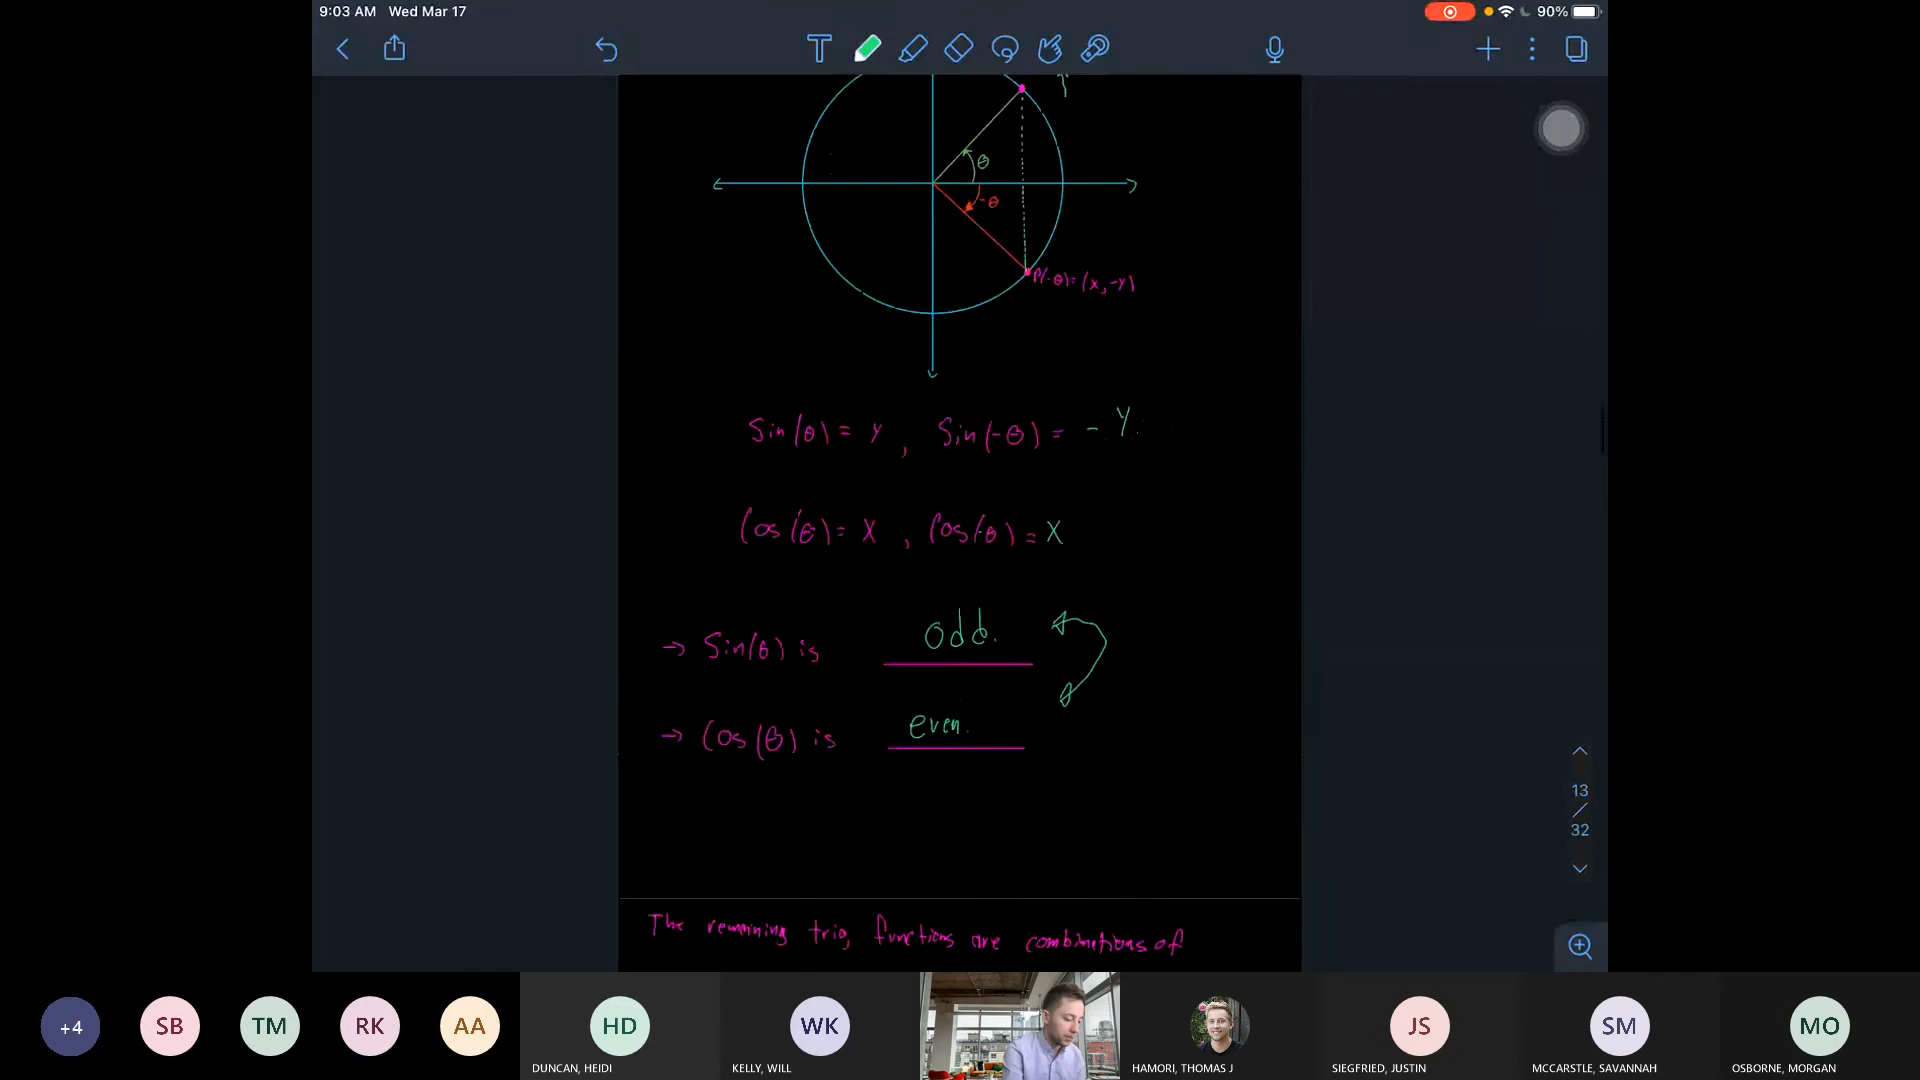 9:03 AM Wed Mar 17
90%
θ
-θ
P(-θ)=(x,-y)
Sin(θ) = y , Sin(-θ) = - y.
Cos(θ) = x , Cos(-θ) = x
→ Sin(θ) is odd.
→ Cos(θ) is even.
13
32
The remaining trig functions are combinations of
+4
SB
TM
RK
AA
HD
WK
JS
SM
MO
DUNCAN, HEIDI
KELLY, WILL
HAMORI, THOMAS J
SIEGFRIED, JUSTIN
MCCARSTLE, SAVANNAH
OSBORNE, MORGAN